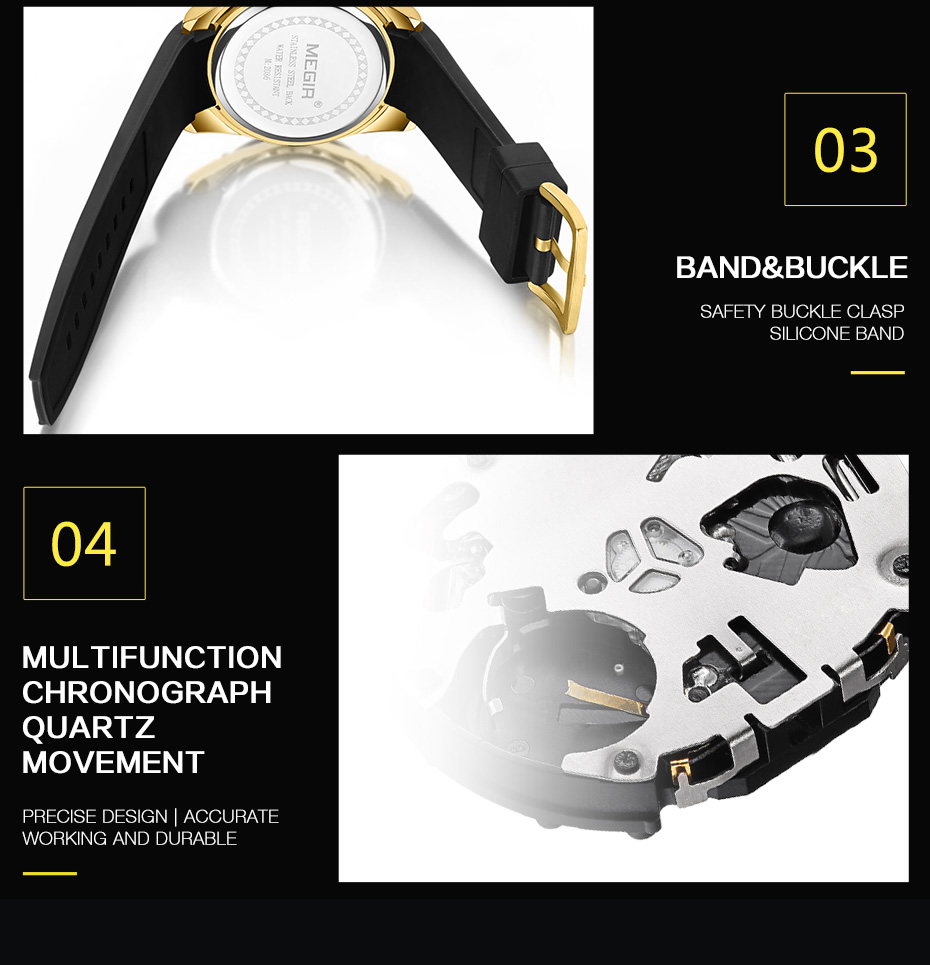 MEGIR®
STAINLESS STEEL BACK
WATER RESISTANT
03
BAND&BUCKLE
SAFETY BUCKLE CLASP
SILICONE BAND
04
MULTIFUNCTION
CHRONOGRAPH
QUARTZ
MOVEMENT
PRECISE DESIGN | ACCURATE
WORKING AND DURABLE